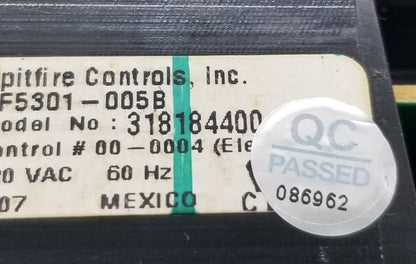 pitfire Controls, Inc.
F5301-005B
odel No : 318184400
ontrol # 00-0004 (Ele
20 VAC 60 Hz
07 MEXICO C
QC
PASSED
086962